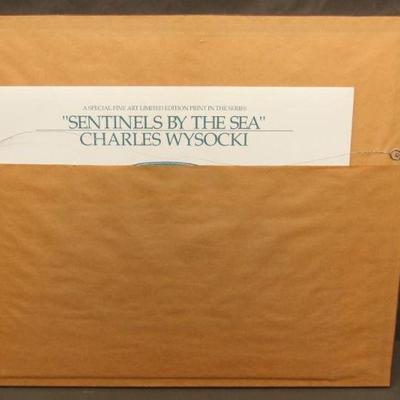 A SPECIAL FINE ART LIMITED EDITION PRINT IN THE SERIES
"SENTINELS BY THE SEA"
CHARLES WYSOCKI